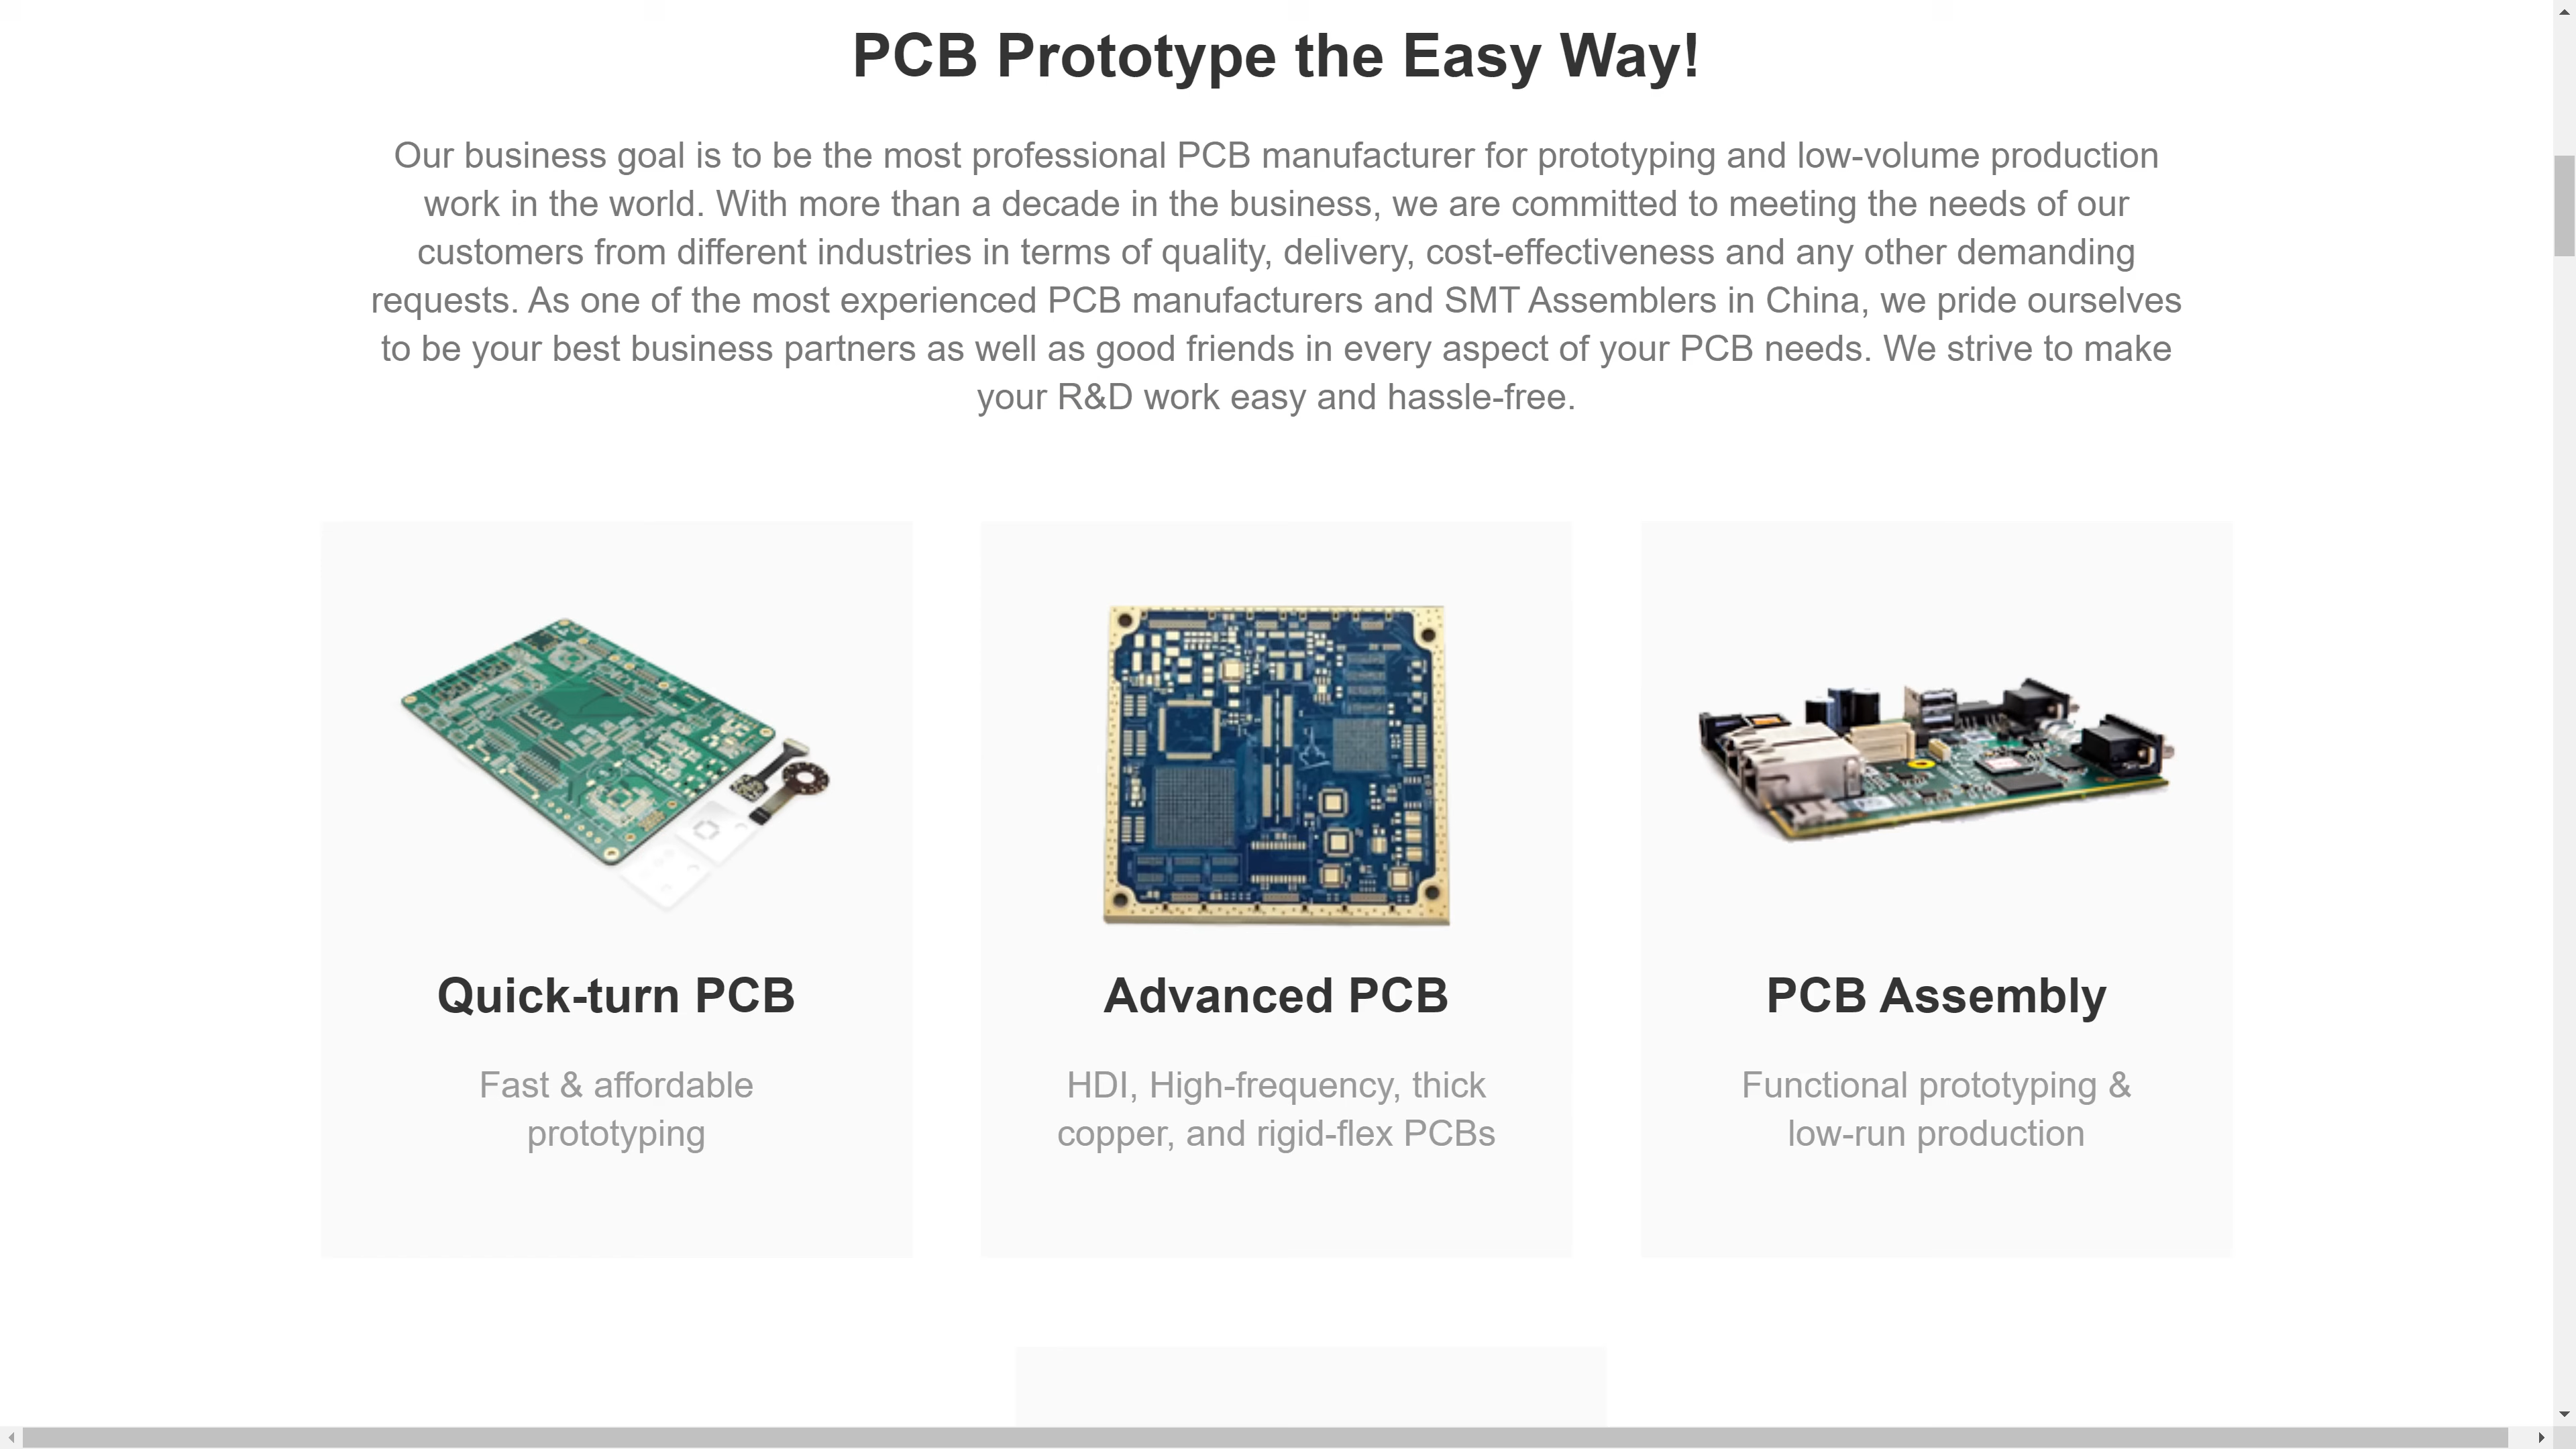 PCB Prototype the Easy Way!
Our business goal is to be the most professional PCB manufacturer for prototyping and low-volume production
work in the world. With more than a decade in the business, we are committed to meeting the needs of our
customers from different industries in terms of quality, delivery, cost-effectiveness and any other demanding
requests. As one of the most experienced PCB manufacturers and SMT Assemblers in China, we pride ourselves
to be your best business partners as well as good friends in every aspect of your PCB needs. We strive to make
your R&D work easy and hassle-free.
Quick-turn PCB
Fast & affordable
prototyping
Advanced PCB
HDI, High-frequency, thick
copper, and rigid-flex PCBs
PCB Assembly
Functional prototyping &
low-run production